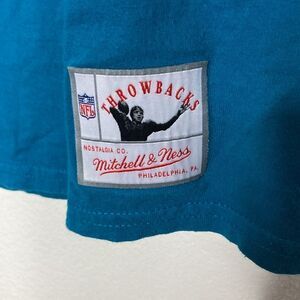 THROWBACKS
NFL
NOSTALGIA CO.
Mitchell & Ness
PHILADELPHIA, PA.